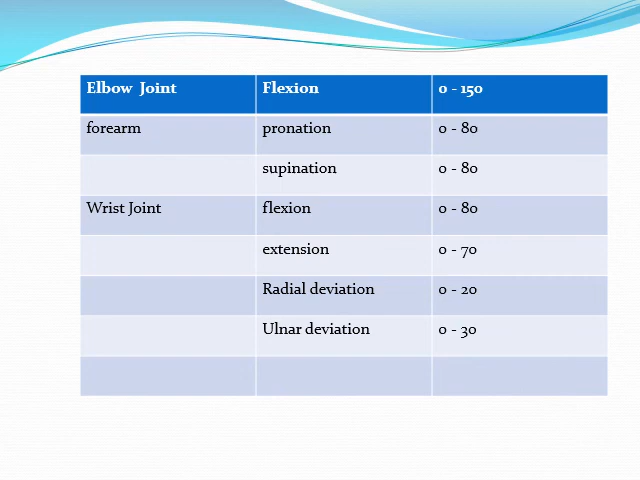 Elbow  Joint Flexion 0 - 150
forearm pronation 0 - 80
supination 0 - 80
Wrist Joint flexion 0 - 80
extension 0 - 70
Radial deviation 0 - 20
Ulnar deviation 0 - 30